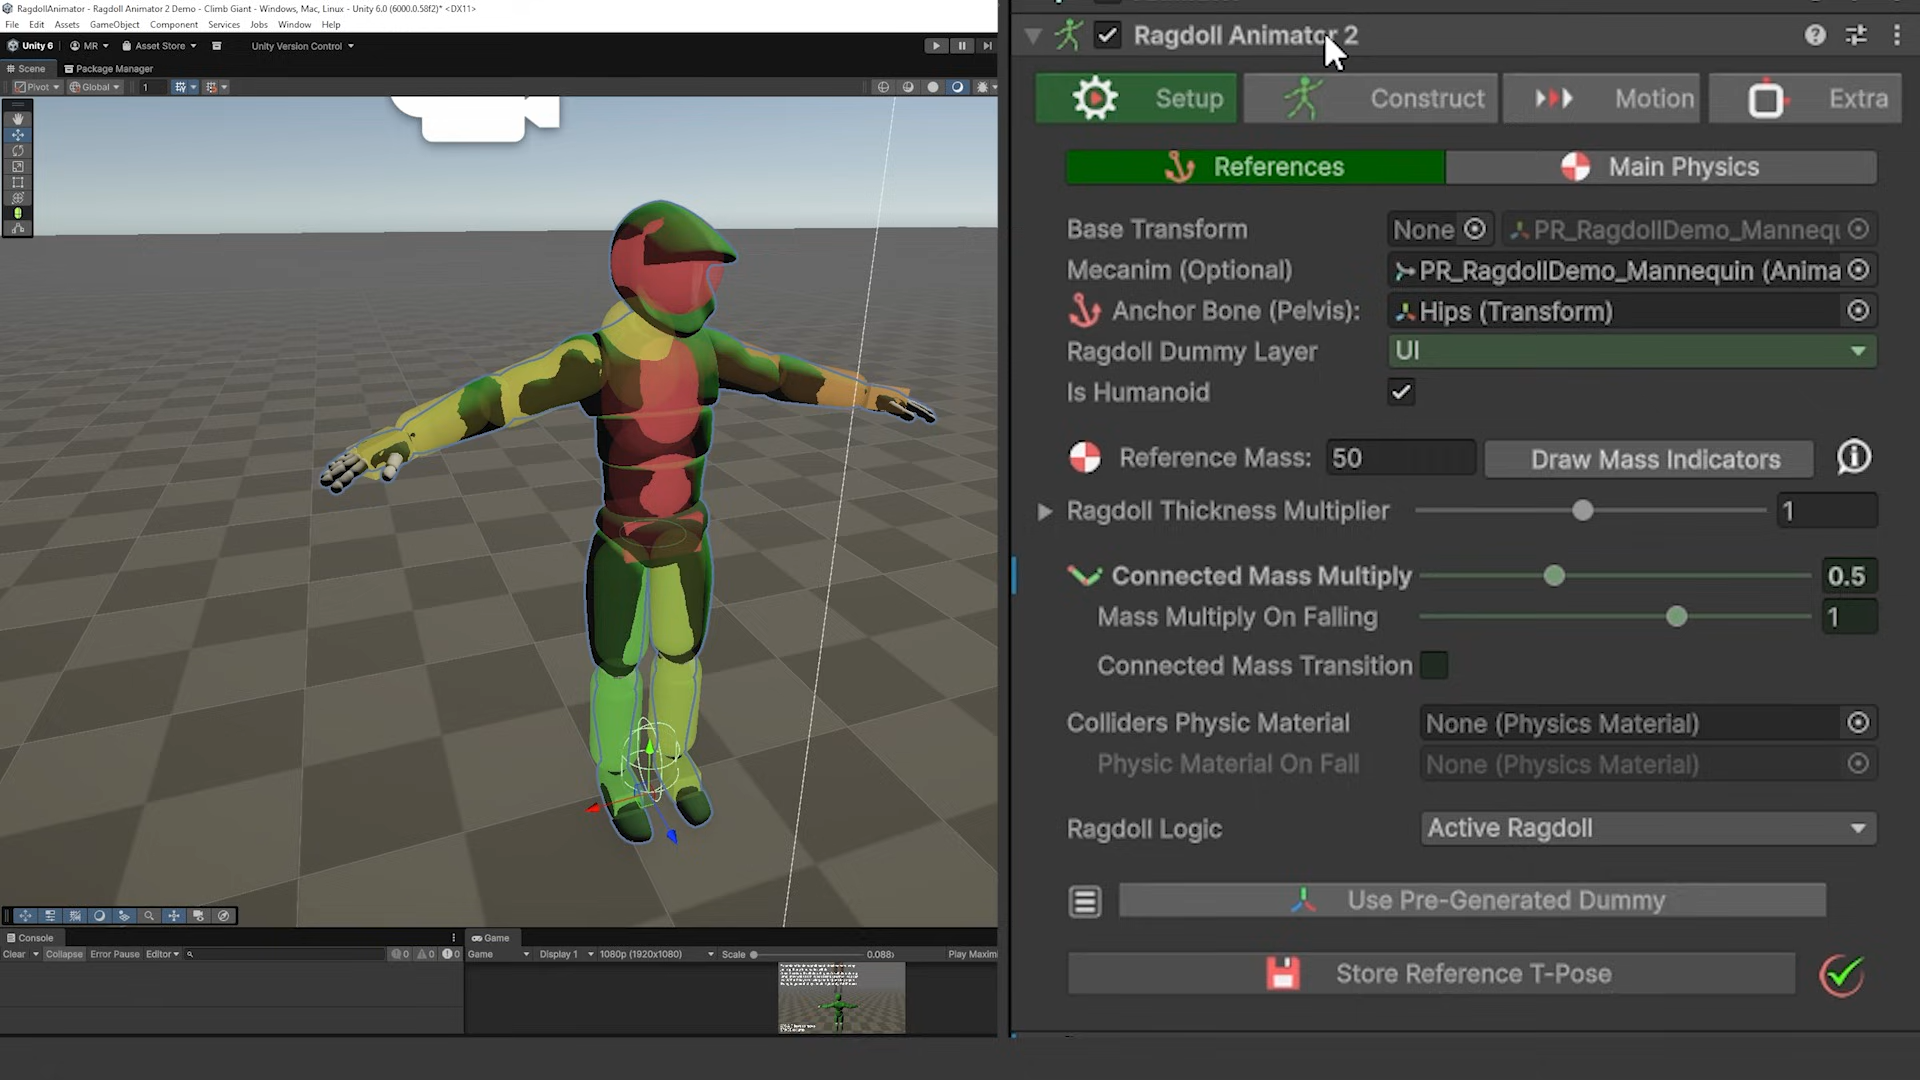 RagdollAnimator - Ragdoll Animator 2 Demo - Climb Giant - Windows, Mac, Linux - Unity 6.0 (6000.0.58f2)* <DX11>
File Edit Assets GameObject Component Services Jobs Window Help
Unity 6 MR Asset Store Unity Version Control
Scene Package Manager
Pivot Global 1
Console
Clear Collapse Error Pause Editor 0 0 0
Game
Game Display 1 1080p (1920x1080) Scale 0.088x Play Maxim
Ragdoll Animator 2
Setup Construct Motion Extra
References Main Physics
Base Transform None PR_RagdollDemo_Mannequ
Mecanim (Optional) PR_RagdollDemo_Mannequin (Anima
Anchor Bone (Pelvis): Hips (Transform)
Ragdoll Dummy Layer UI
Is Humanoid
Reference Mass: 50 Draw Mass Indicators
Ragdoll Thickness Multiplier 1
Connected Mass Multiply 0.5
Mass Multiply On Falling 1
Connected Mass Transition
Colliders Physic Material None (Physics Material)
Physic Material On Fall None (Physics Material)
Ragdoll Logic Active Ragdoll
Use Pre-Generated Dummy
Store Reference T-Pose